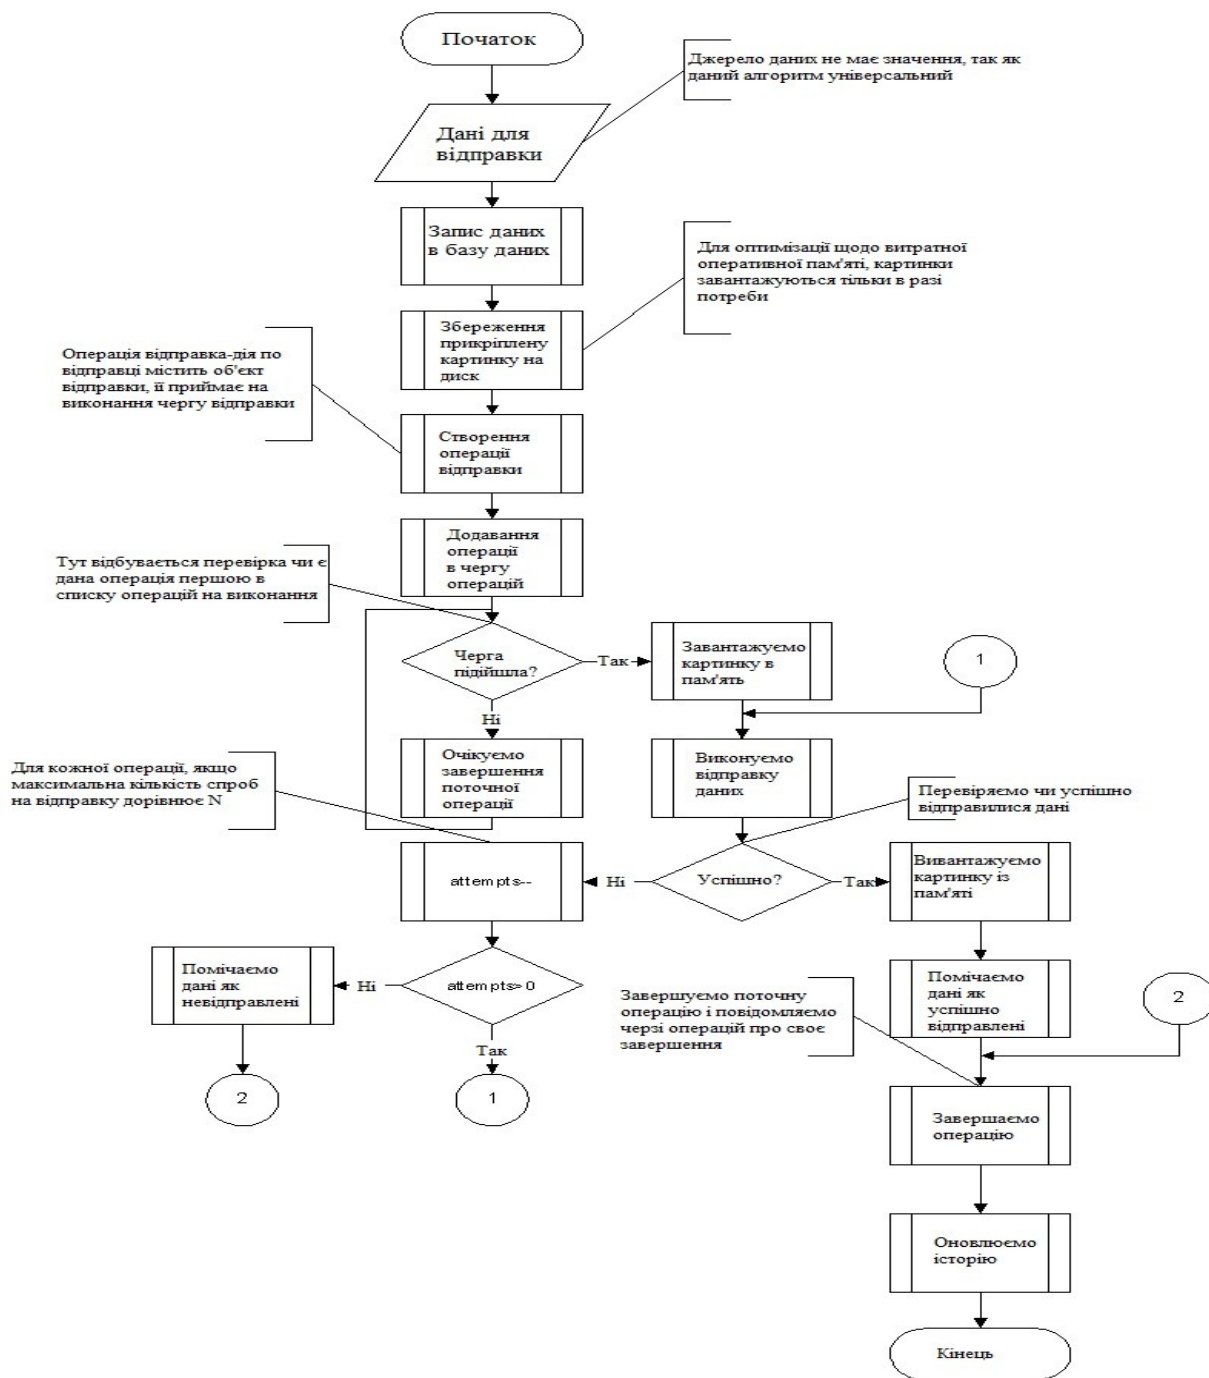 Початок
Джерело даних не має значення, так як
даний алгоритм універсальний
Дані для
відправки
Запис даних
в базу даних
Для оптимізації щодо витратної
оперативної пам'яті, картинки
завантажуються тільки в разі
потреби
Збереження
прикріплену
картинку на
диск
Операція відправка-дія по
відправці містить об'єкт
відправки, її приймає на
виконання чергу відправки
Створення
операції
відправки
Додавання
операції
в чергу
операцій
Тут відбувається перевірка чи є
дана операція першою в
списку операцій на виконання
Черга
підійшла?
Так
Завантажуємо
картинку в
пам'ять
1
Ні
Очікуємо
завершення
поточної
операції
Виконуємо
відправку
даних
Для кожної операції, якщо
максимальна кількість спроб
на відправку дорівнює N
Перевіряємо чи успішно
відправилися дані
attempts--
Ні
Успішно?
Так
Вивантажуємо
картинку із
пам'яті
Помічаємо
дані як
невідправлені
Ні
attempts>0
Завершуємо поточну
операцію і повідомляємо
черзі операцій про своє
завершення
Помічаємо
дані як
успішно
відправлені
2
Так
2
1
Завершаємо
операцію
Оновлюємо
історію
Кінець